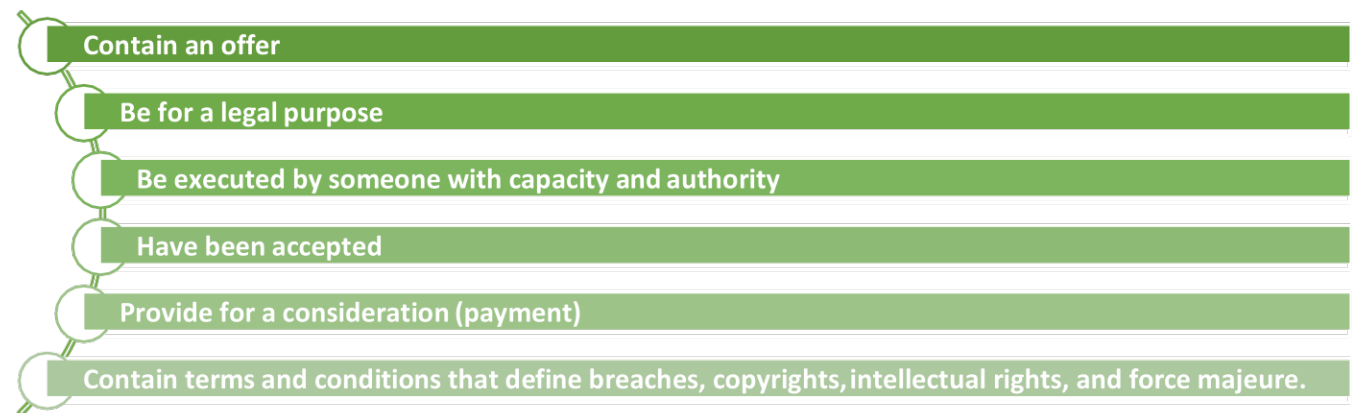 Contain an offer
Be for a legal purpose
Be executed by someone with capacity and authority
Have been accepted
Provide for a consideration (payment)
Contain terms and conditions that define breaches, copyrights, intellectual rights, and force majeure.